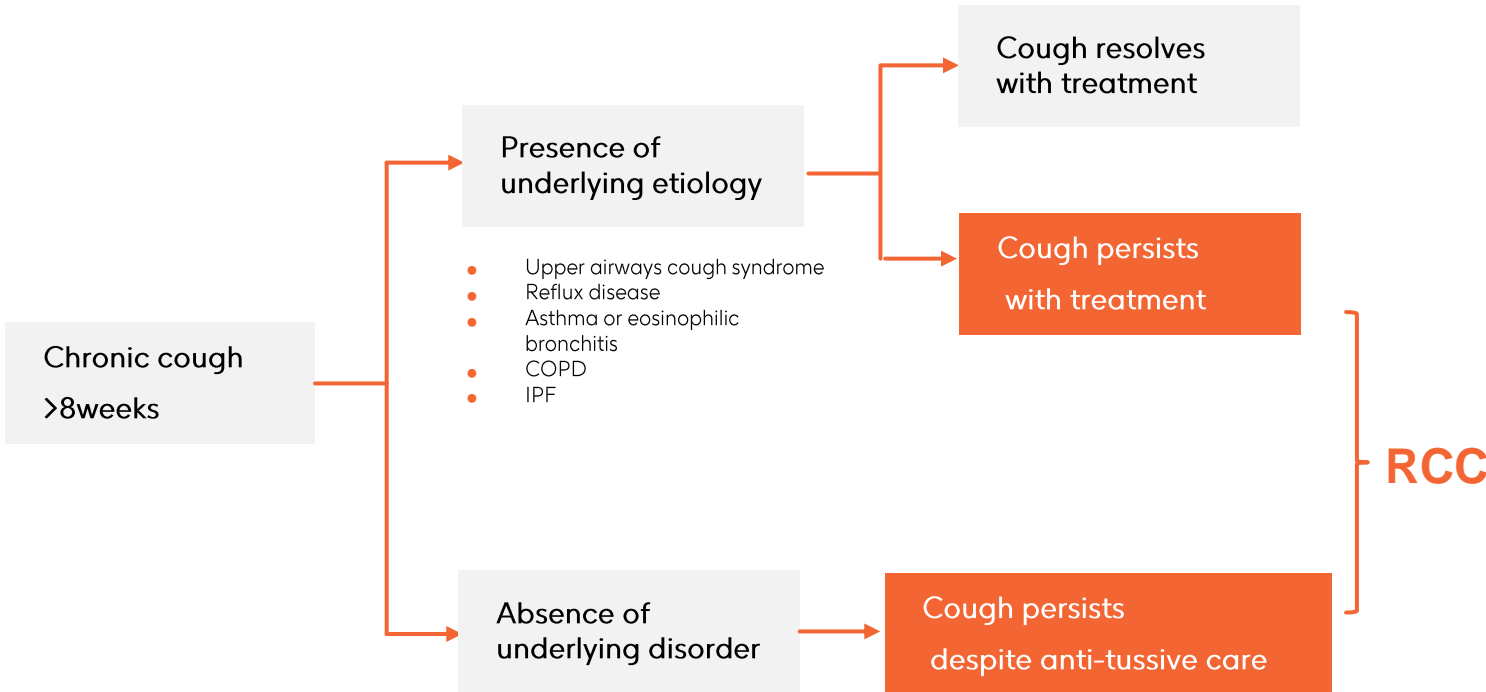 Cough resolves
with treatment
Presence of
underlying etiology
Cough persists
with treatment
Upper airways cough syndrome
Reflux disease
Asthma or eosinophilic
bronchitis
COPD
IPF
Chronic cough
>8weeks
RCC
Absence of
underlying disorder
Cough persists
despite anti-tussive care